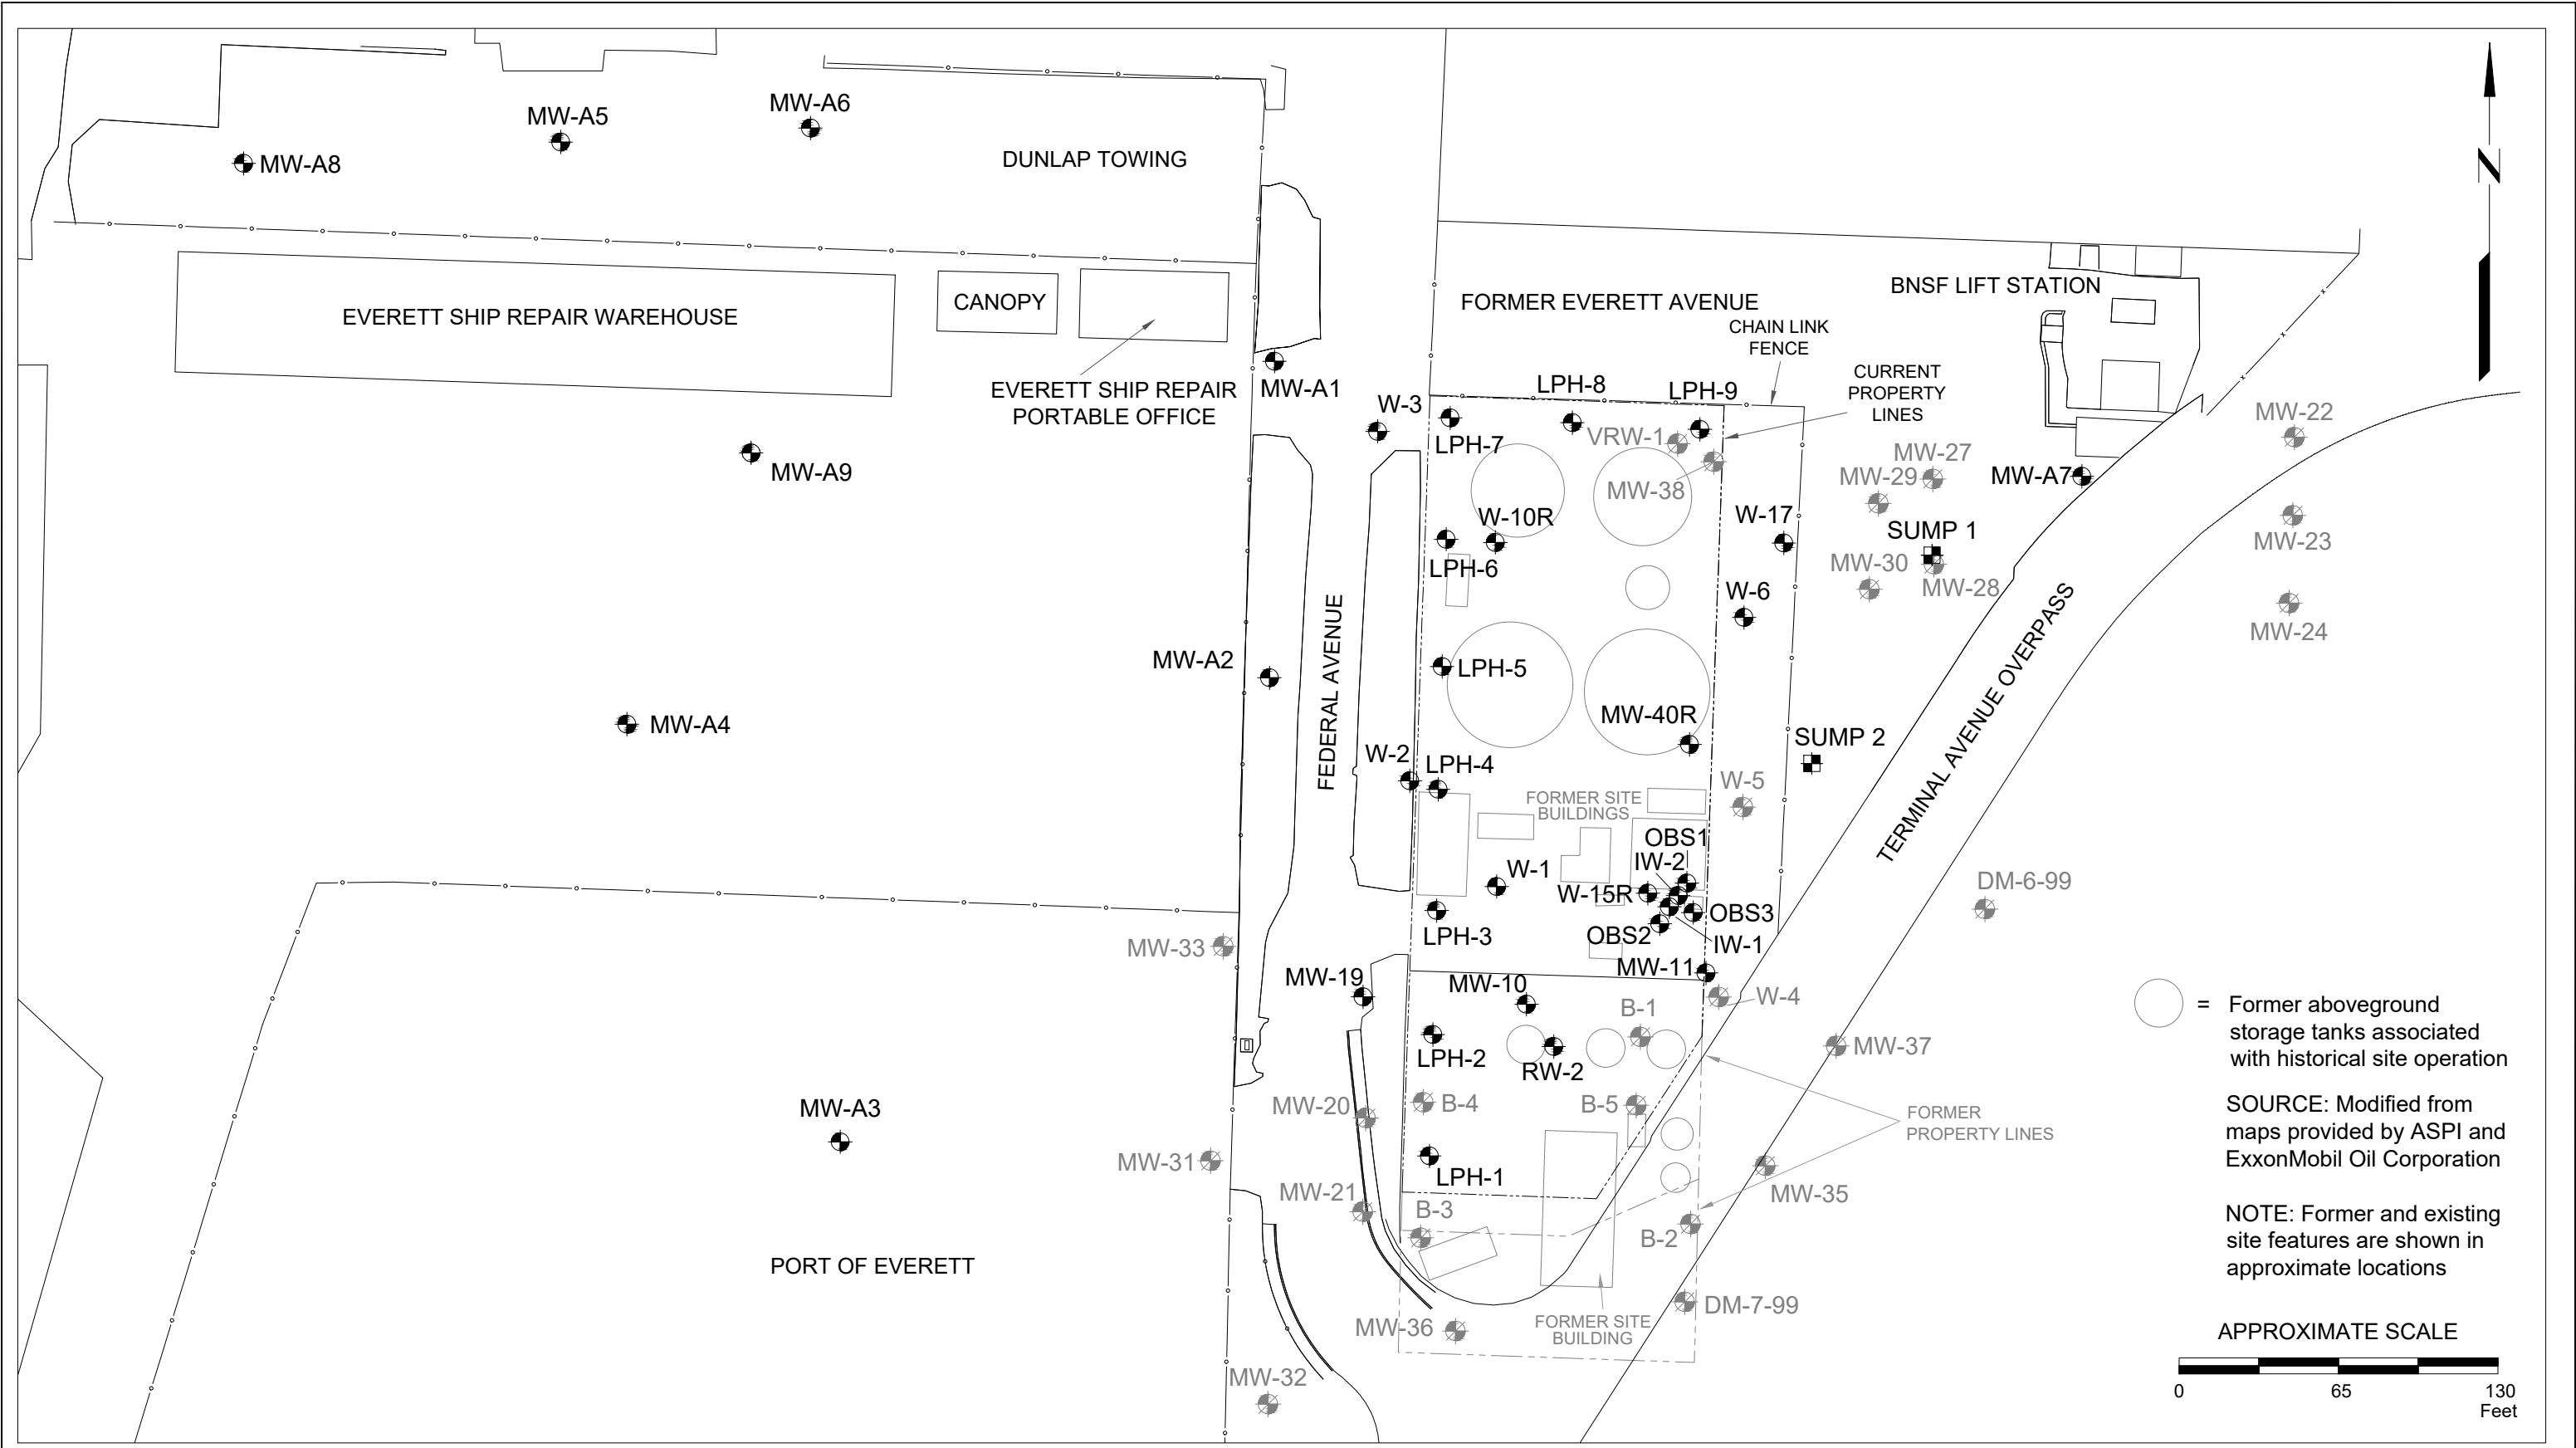 MW-A6
MW-A5
DUNLAP TOWING
MW-A8
N
BNSF LIFT STATION
EVERETT SHIP REPAIR WAREHOUSE
CANOPY
FORMER EVERETT AVENUE
CHAIN LINK
FENCE
EVERETT SHIP REPAIR
PORTABLE OFFICE
MW-A1
CURRENT
PROPERTY
LINES
LPH-8
LPH-9
W-3
LPH-7
VRW-1
MW-22
MW-A9
MW-27
MW-29
MW-A7
MW-38
W-10R
W-17
SUMP 1
MW-23
LPH-6
MW-30
MW-28
W-6
MW-24
MW-A2
LPH-5
FEDERAL AVENUE
TERMINAL AVENUE OVERPASS
MW-A4
MW-40R
SUMP 2
W-2
LPH-4
W-5
FORMER SITE
BUILDINGS
OBS1
IW-2
W-1
W-15R
DM-6-99
OBS3
LPH-3
OBS2
IW-1
MW-33
MW-11
MW-19
MW-10
W-4
B-1
= Former aboveground
storage tanks associated
with historical site operation
LPH-2
RW-2
MW-37
MW-A3
MW-20
B-4
B-5
FORMER
PROPERTY LINES
SOURCE: Modified from
maps provided by ASPI and
ExxonMobil Oil Corporation
MW-31
LPH-1
MW-35
MW-21
B-3
B-2
NOTE: Former and existing
site features are shown in
approximate locations
PORT OF EVERETT
DM-7-99
MW-36
FORMER SITE
BUILDING
APPROXIMATE SCALE
MW-32
0 65 130
Feet